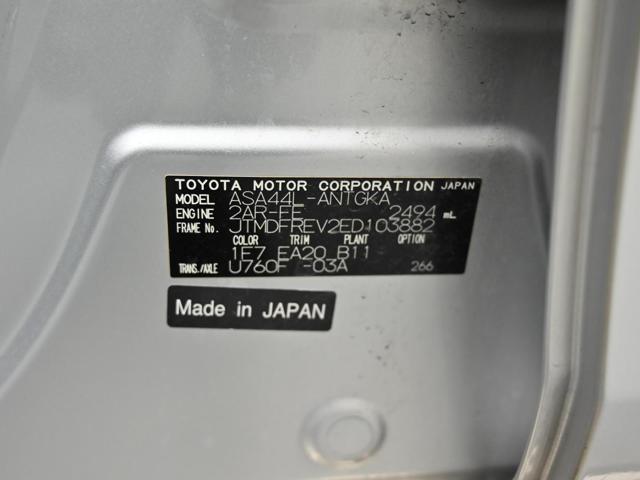 TOYOTA MOTOR CORPORATION JAPAN
MODEL ASA44L-ANTGKA
ENGINE 2AR-FE 2494 mL
FRAME No. JTMDFREV2ED103882
COLOR TRIM PLANT OPTION
1E7 EA20 B11
TRANS./AXLE U760F -03A 266
Made in JAPAN